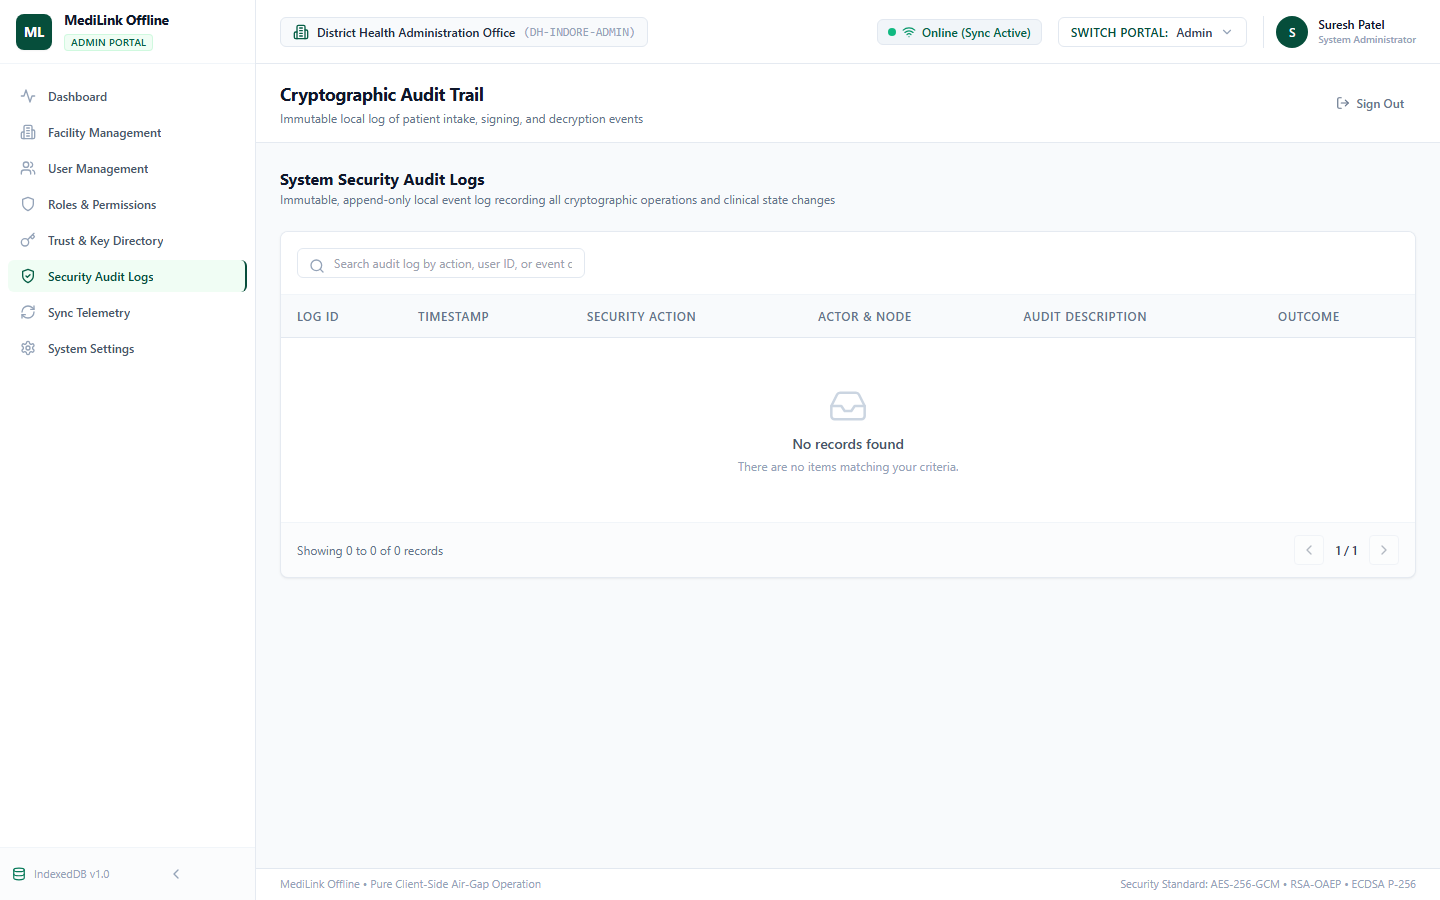 ML
MediLink Offline
ADMIN PORTAL
District Health Administration Office (DH-INDORE-ADMIN)
Online (Sync Active)
SWITCH PORTAL: Admin
S
Suresh Patel
System Administrator
Dashboard
Facility Management
User Management
Roles & Permissions
Trust & Key Directory
Security Audit Logs
Sync Telemetry
System Settings
Cryptographic Audit Trail
Immutable local log of patient intake, signing, and decryption events
Sign Out
System Security Audit Logs
Immutable, append-only local event log recording all cryptographic operations and clinical state changes
Search audit log by action, user ID, or event c
LOG ID TIMESTAMP SECURITY ACTION ACTOR & NODE AUDIT DESCRIPTION OUTCOME
No records found
There are no items matching your criteria.
Showing 0 to 0 of 0 records
1 / 1
IndexedDB v1.0
MediLink Offline • Pure Client-Side Air-Gap Operation
Security Standard: AES-256-GCM • RSA-OAEP • ECDSA P-256